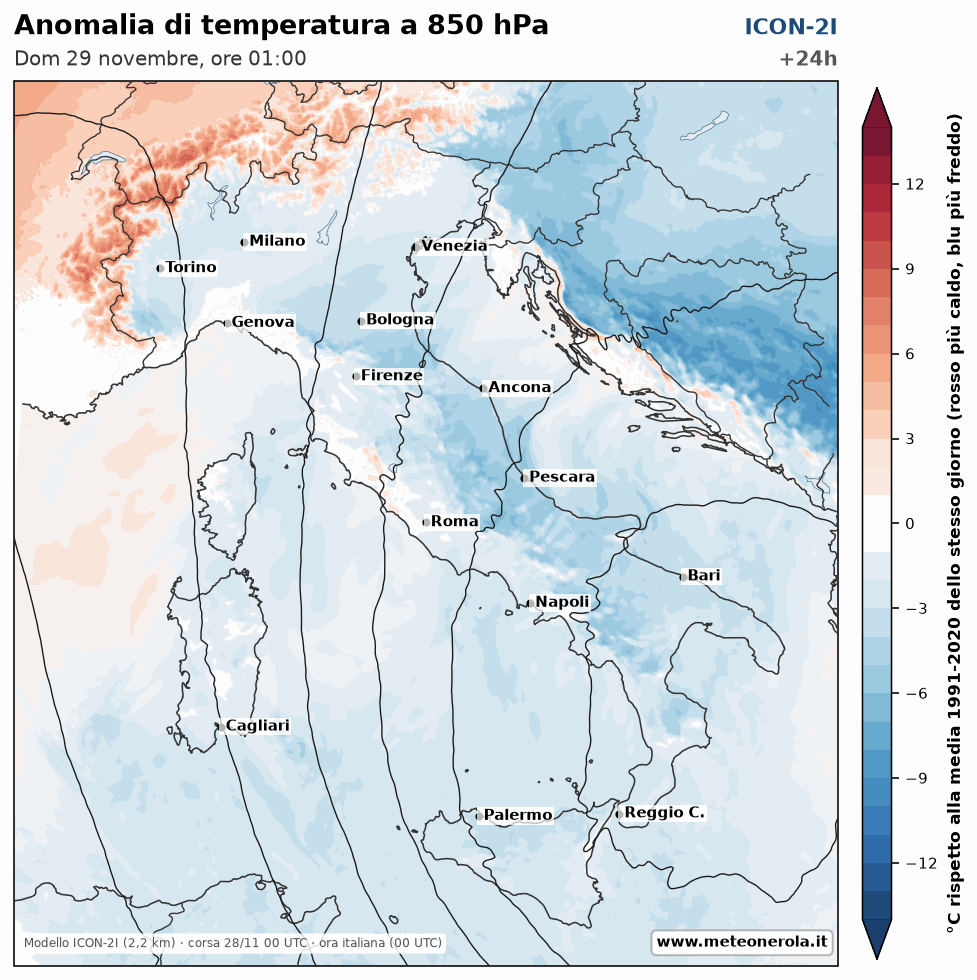 Anomalia di temperatura a 850 hPa
ICON-2I
Dom 29 novembre, ore 01:00
+24h
Milano
Venezia
Torino
Genova
Bologna
Firenze
Ancona
Pescara
Roma
Bari
Napoli
Cagliari
Palermo
Reggio C.
12
9
6
3
0
−3
−6
−9
−12
°C rispetto alla media 1991-2020 dello stesso giorno (rosso più caldo, blu più freddo)
Modello ICON-2I (2,2 km) · corsa 28/11 00 UTC · ora italiana (00 UTC)
www.meteonerola.it